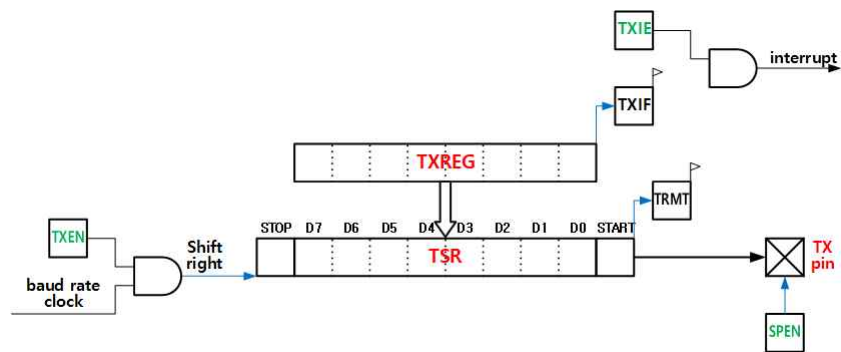 TXIE
interrupt
TXIF
TXREG
TRMT
STOP D7 D6 D5 D4 D3 D2 D1 D0 START
TXEN
Shift
right
TSR
TX
pin
baud rate
clock
SPEN